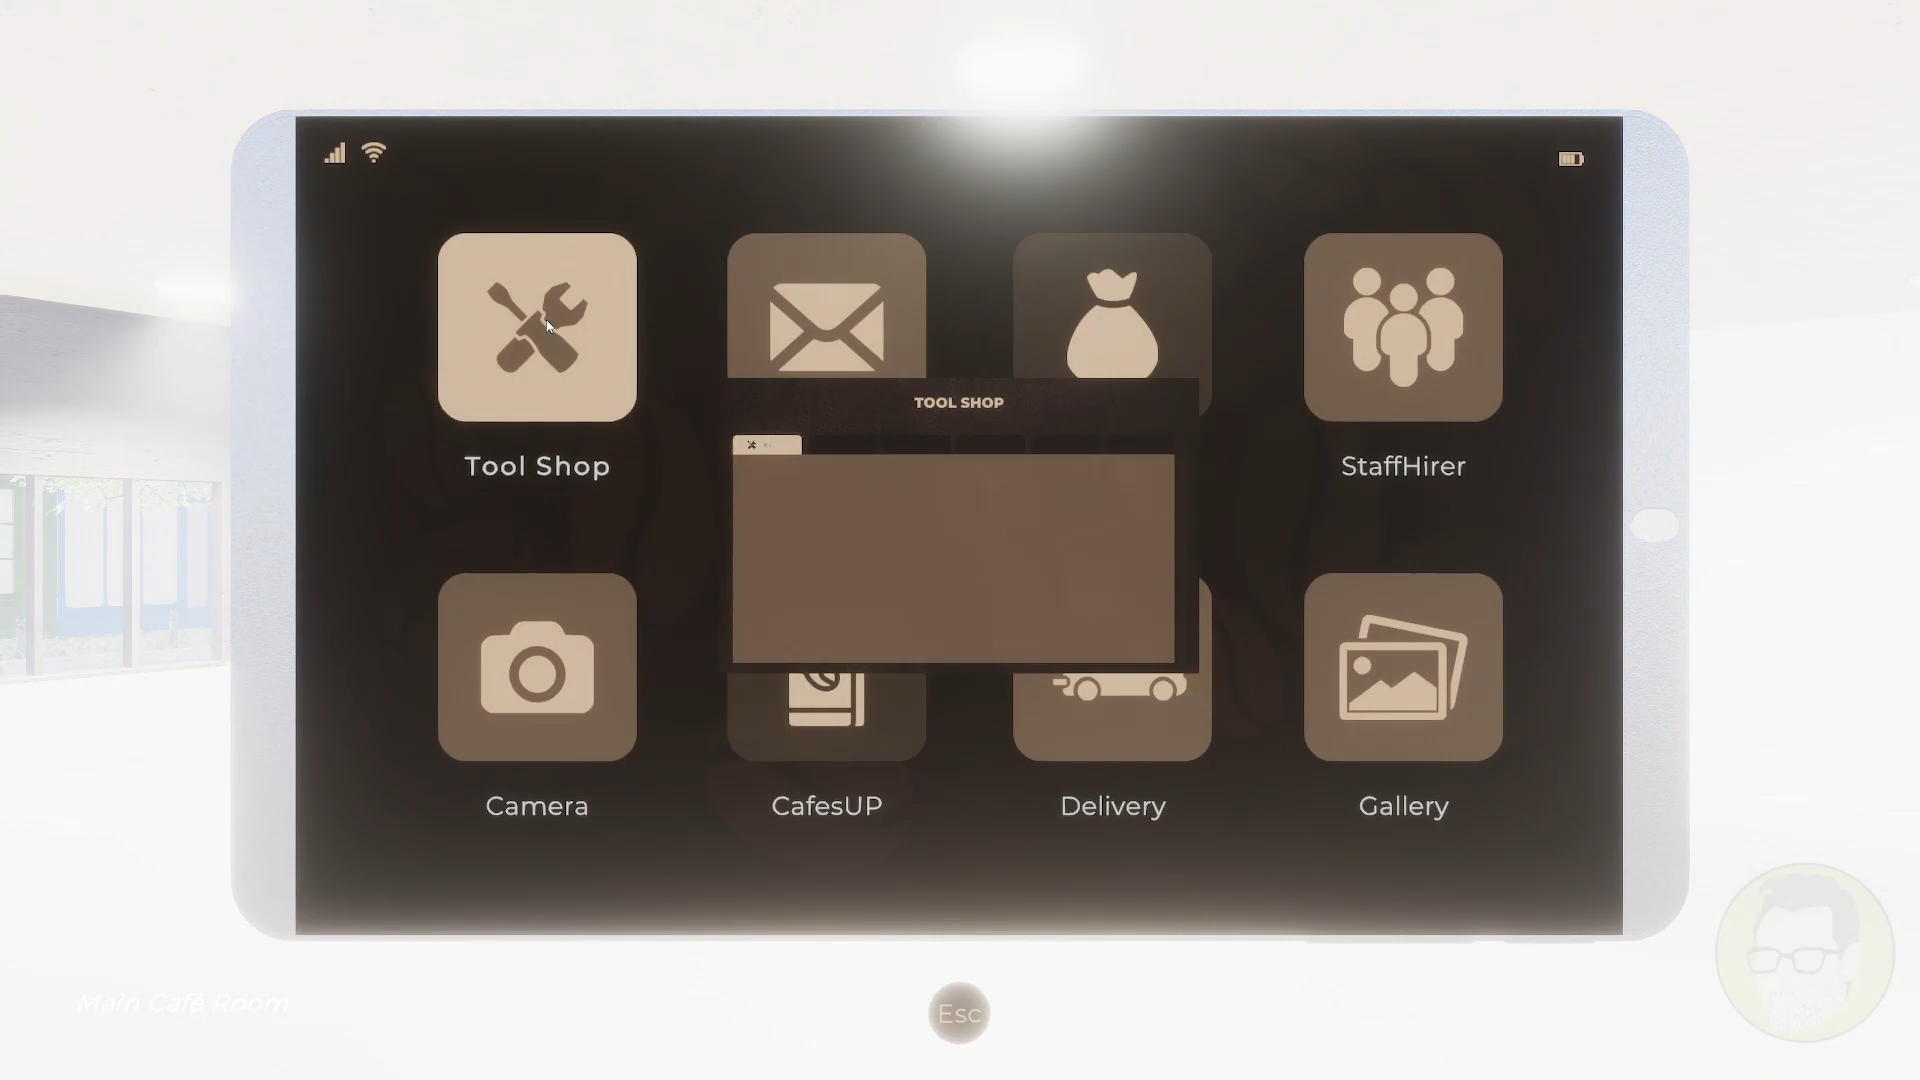 TOOL SHOP
Tool Shop
StaffHirer
Camera
CafesUP
Delivery
Gallery
Main Café Room
Esc